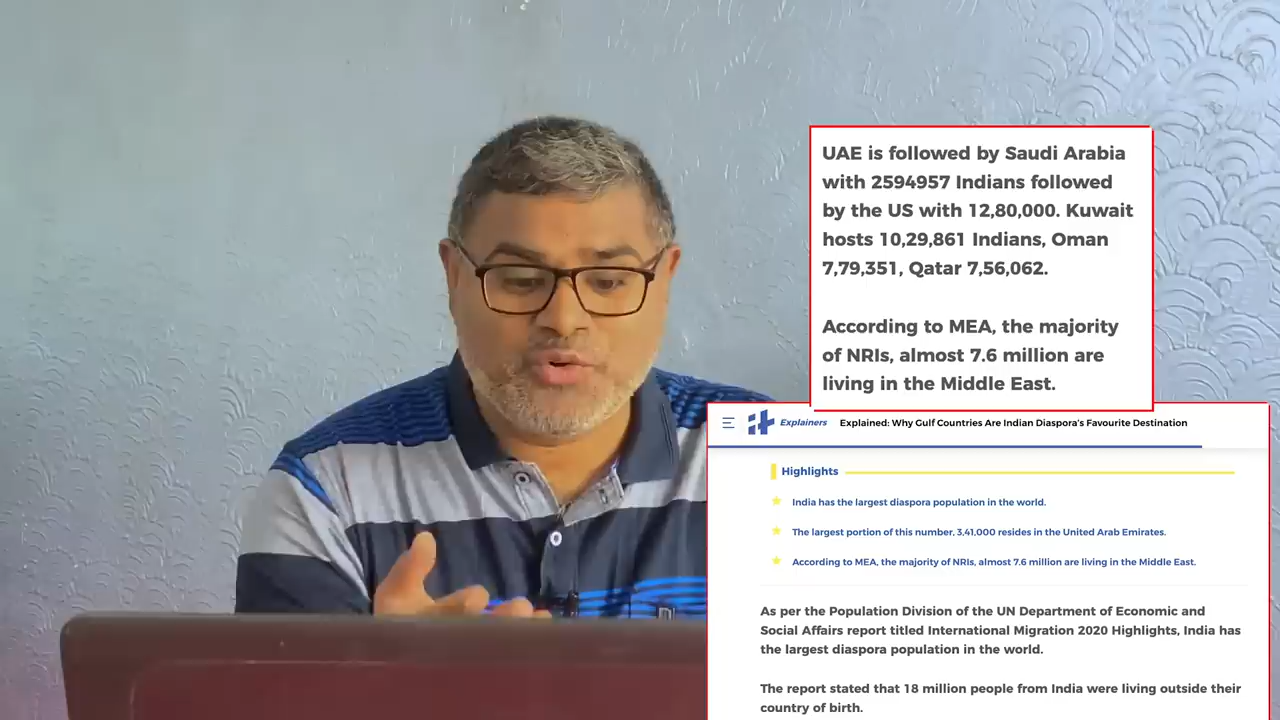 UAE is followed by Saudi Arabia
with 2594957 Indians followed
by the US with 12,80,000. Kuwait
hosts 10,29,861 Indians, Oman
7,79,351, Qatar 7,56,062.
According to MEA, the majority
of NRIs, almost 7.6 million are
living in the Middle East.
Explainers Explained: Why Gulf Countries Are Indian Diaspora's Favourite Destination
Highlights
India has the largest diaspora population in the world.
The largest portion of this number, 3,41,000 resides in the United Arab Emirates.
According to MEA, the majority of NRIs, almost 7.6 million are living in the Middle East.
As per the Population Division of the UN Department of Economic and
Social Affairs report titled International Migration 2020 Highlights, India has
the largest diaspora population in the world.
The report stated that 18 million people from India were living outside their
country of birth.